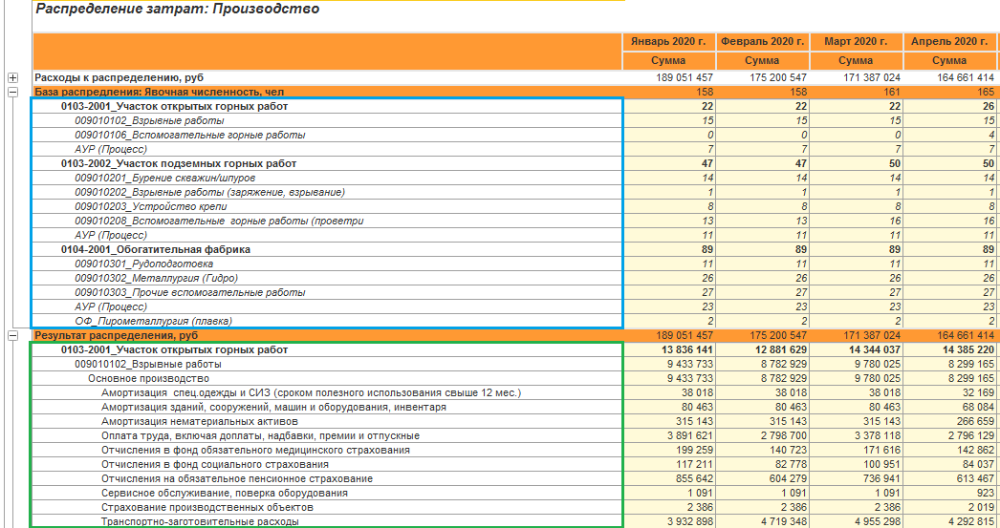 Распределение затрат: Производство
Январь 2020 г. Февраль 2020 г. Март 2020 г. Апрель 2020 г.
Сумма Сумма Сумма Сумма
Расходы к распределению, руб 189 051 457 175 200 547 171 387 024 164 661 414
База распредления: Явочная численность, чел 158 158 161 165
0103-2001_Участок открытых горных работ 22 22 22 26
009010102_Взрывные работы 15 15 15 15
009010106_Вспомогательные горные работы 0 0 0 4
АУР (Процесс) 7 7 7 7
0103-2002_Участок подземных горных работ 47 47 50 50
009010201_Бурение скважин/шпуров 14 14 14 14
009010202_Взрывные работы (заряжение, взрывание) 1 1 1 1
009010203_Устройство крепи 8 8 8 8
009010208_Вспомогательные горные работы (проветри 13 13 16 16
АУР (Процесс) 11 11 11 11
0104-2001_Обогатительная фабрика 89 89 89 89
009010301_Рудоподготовка 11 11 11 11
009010302_Металлургия (Гидро) 26 26 26 26
009010303_Прочие вспомогательные работы 27 27 27 27
АУР (Процесс) 23 23 23 23
ОФ_Пирометаллургия (плавка) 2 2 2 2
Результат распределения, руб 189 051 457 175 200 547 171 387 024 164 661 414
0103-2001_Участок открытых горных работ 13 836 141 12 881 629 14 344 037 14 385 220
009010102_Взрывные работы 9 433 733 8 782 929 9 780 025 8 299 165
Основное производство 9 433 733 8 782 929 9 780 025 8 299 165
Амортизация спец.одежды и СИЗ (сроком полезного использования свыше 12 мес.) 38 018 38 018 38 018 32 169
Амортизация зданий, сооружений, машин и оборудования, инвентаря 80 463 80 463 80 463 68 084
Амортизация нематериальных активов 315 143 315 143 315 143 266 659
Оплата труда, включая доплаты, надбавки, премии и отпускные 3 891 621 2 798 700 3 378 118 2 796 129
Отчисления в фонд обязательного медицинского страхования 199 259 140 723 171 616 142 862
Отчисления в фонд социального страхования 117 211 82 778 100 951 84 037
Отчисления на обязательное пенсионное страхование 855 642 604 279 736 941 613 467
Сервисное обслуживание, поверка оборудования 1 091 1 091 1 091 923
Страхование производственных объектов 2 386 2 386 2 386 2 019
Транспортно-заготовительные расходы 3 932 898 4 719 348 4 955 298 4 292 815